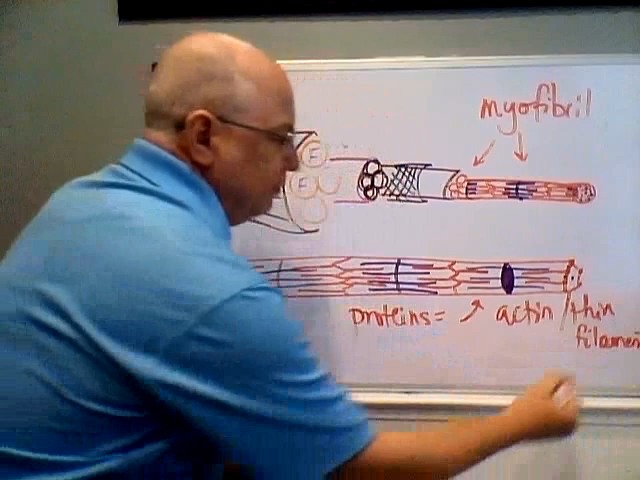 myofibril
F
F
proteins = actin / thin
filamen